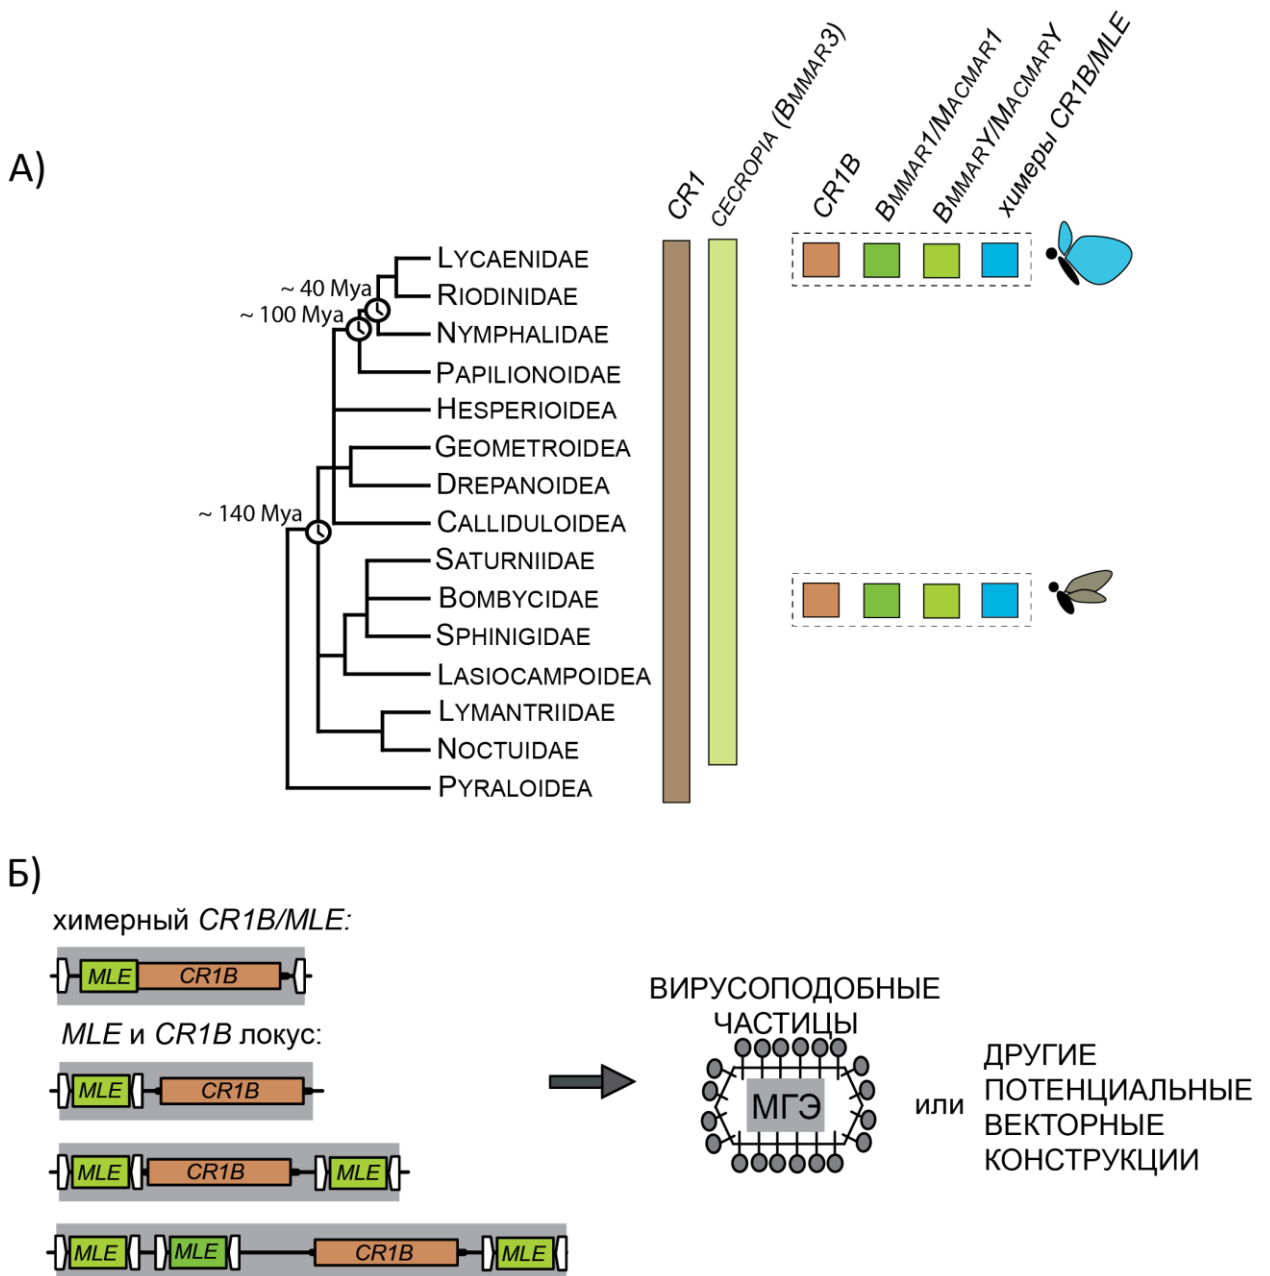 А)
CR1
CECROPIA (BMMAR3)
CR1B
BMMAR1/MACMAR1
BMMARY/MACMARY
химеры CR1B/MLE
LYCAENIDAE
~ 40 Mya
RIODINIDAE
~ 100 Mya
NYMPHALIDAE
PAPILIONOIDAE
HESPERIOIDEA
GEOMETROIDEA
DREPANOIDEA
~ 140 Mya
CALLIDULOIDEA
SATURNIIDAE
BOMBYCIDAE
SPHINIGIDAE
LASIOCAMPOIDEA
LYMANTRIIDAE
NOCTUIDAE
PYRALOIDEA
Б)
химерный CR1B/MLE:
MLE CR1B
MLE и CR1B локус:
MLE CR1B
MLE CR1B MLE
MLE MLE CR1B MLE
ВИРУСОПОДОБНЫЕ
ЧАСТИЦЫ
МГЭ
или
ДРУГИЕ
ПОТЕНЦИАЛЬНЫЕ
ВЕКТОРНЫЕ
КОНСТРУКЦИИ